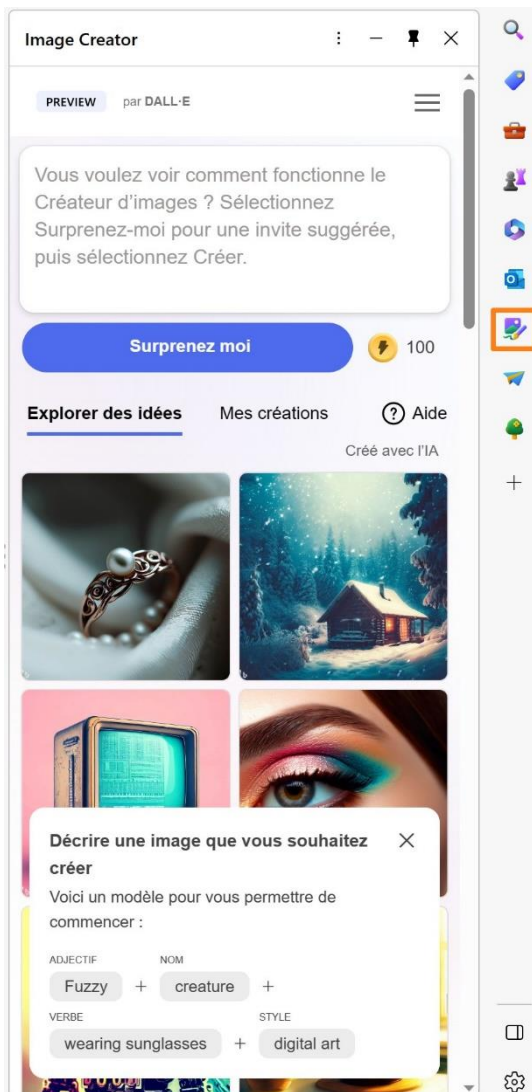 Image Creator
PREVIEW par DALL·E
Vous voulez voir comment fonctionne le
Créateur d'images ? Sélectionnez
Surprenez-moi pour une invite suggérée,
puis sélectionnez Créer.
Surprenez moi 100
Explorer des idées Mes créations ? Aide
Créé avec l'IA
Décrire une image que vous souhaitez
créer
Voici un modèle pour vous permettre de
commencer :
ADJECTIF NOM
Fuzzy + creature +
VERBE STYLE
wearing sunglasses + digital art